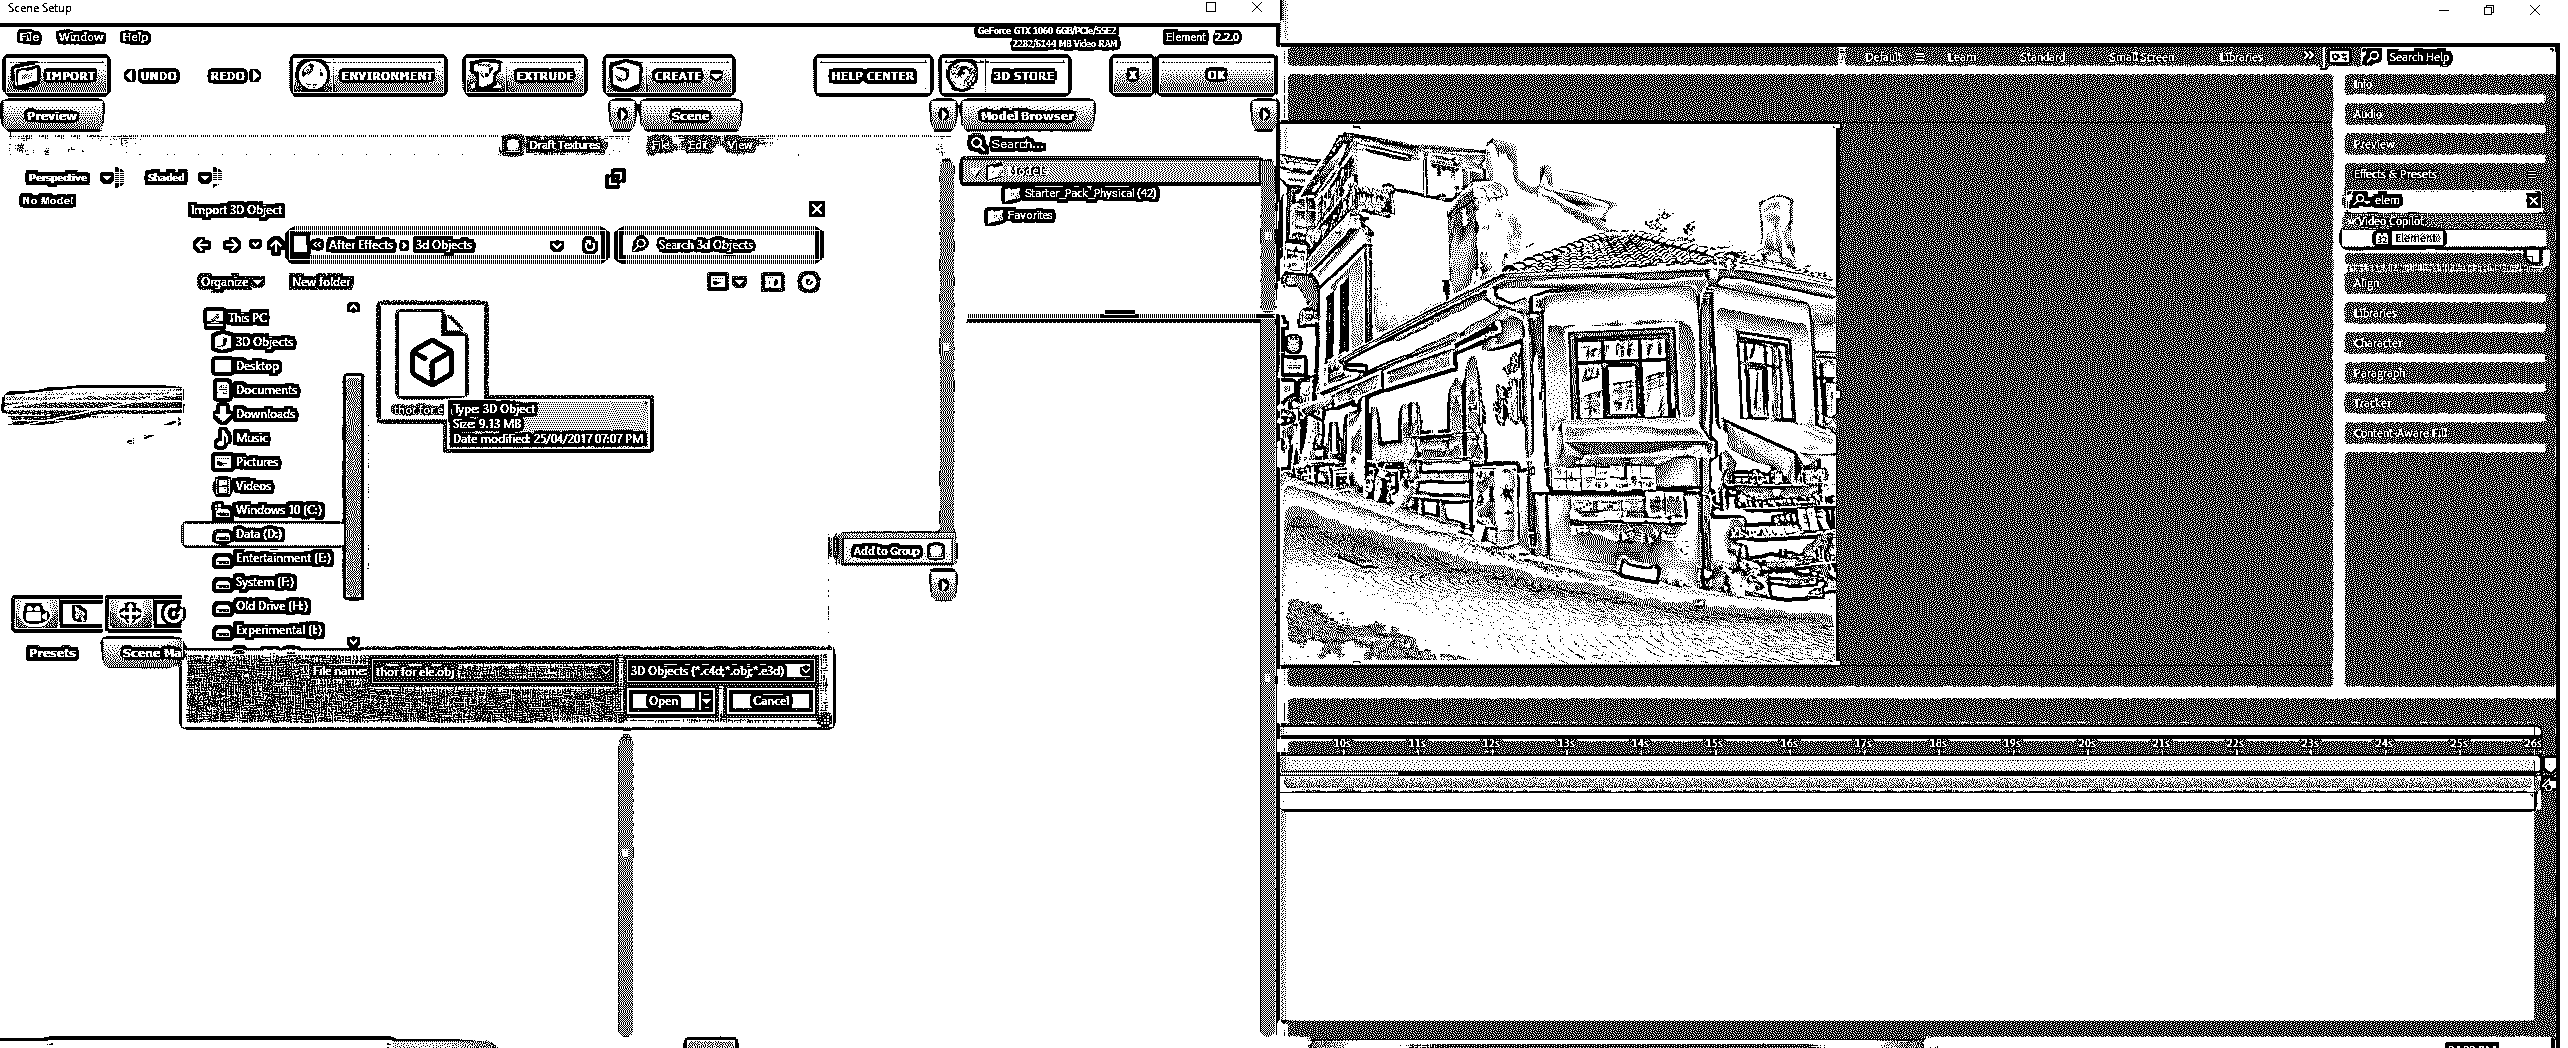 Scene Setup
File Window Help
GeForce GTX 1060 6GB/PCIe/SSE2
2282/6144 MB Video RAM
Element 2.2.0
IMPORT UNDO REDO ENVIRONMENT EXTRUDE CREATE HELP CENTER 3D STORE X OK
Preview Scene Model Browser
Draft Textures File Edit View
Search...
Perspective Shaded
No Model
Starter_Pack_Physical (42)
Favorites
Import 3D Object
After Effects 3d Objects
Search 3d Objects
Organize New folder
This PC
3D Objects
Desktop
Documents
Downloads
Music
Pictures
Videos
Windows 10 (C:)
Data (D:)
Entertainment (E:)
System (F:)
Old Drive (H:)
Experimental (I:)
thor for e
Type: 3D Object
Size: 9.13 MB
Date modified: 25/04/2017 07:07 PM
Add to Group
Presets Scene Ma
File name: thor for ele.obj
3D Objects (*.c4d;*.obj;*.e3d)
Open Cancel
Default Learn Standard Small Screen Libraries Search Help
Info
Audio
Preview
Effects & Presets
elem
Video Copilot
Element
Align
Libraries
Character
Paragraph
Tracker
Content-Aware Fill
10s 11s 12s 13s 14s 15s 16s 17s 18s 19s 20s 21s 22s 23s 24s 25s 26s